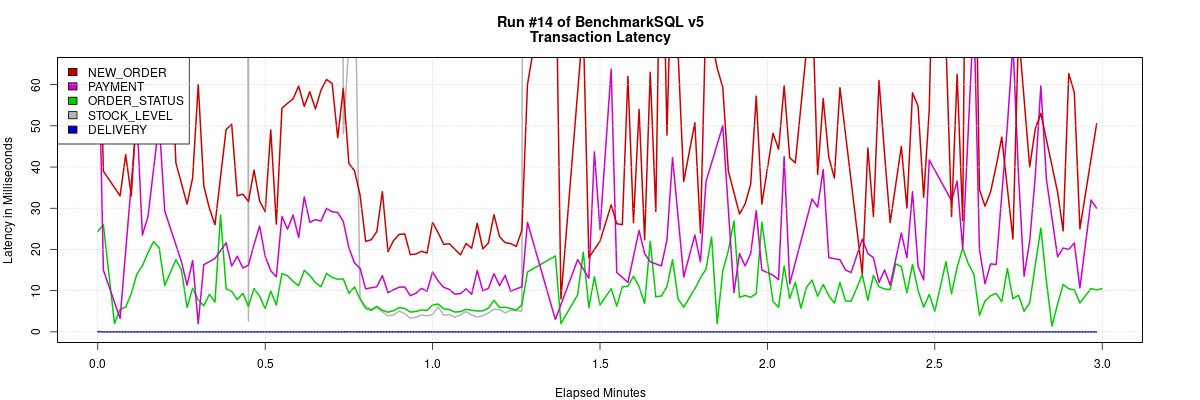 Run #14 of BenchmarkSQL v5
Transaction Latency
NEW_ORDER
PAYMENT
ORDER_STATUS
STOCK_LEVEL
DELIVERY
Latency in Milliseconds
60
50
40
30
20
10
0
0.0 0.5 1.0 1.5 2.0 2.5 3.0
Elapsed Minutes